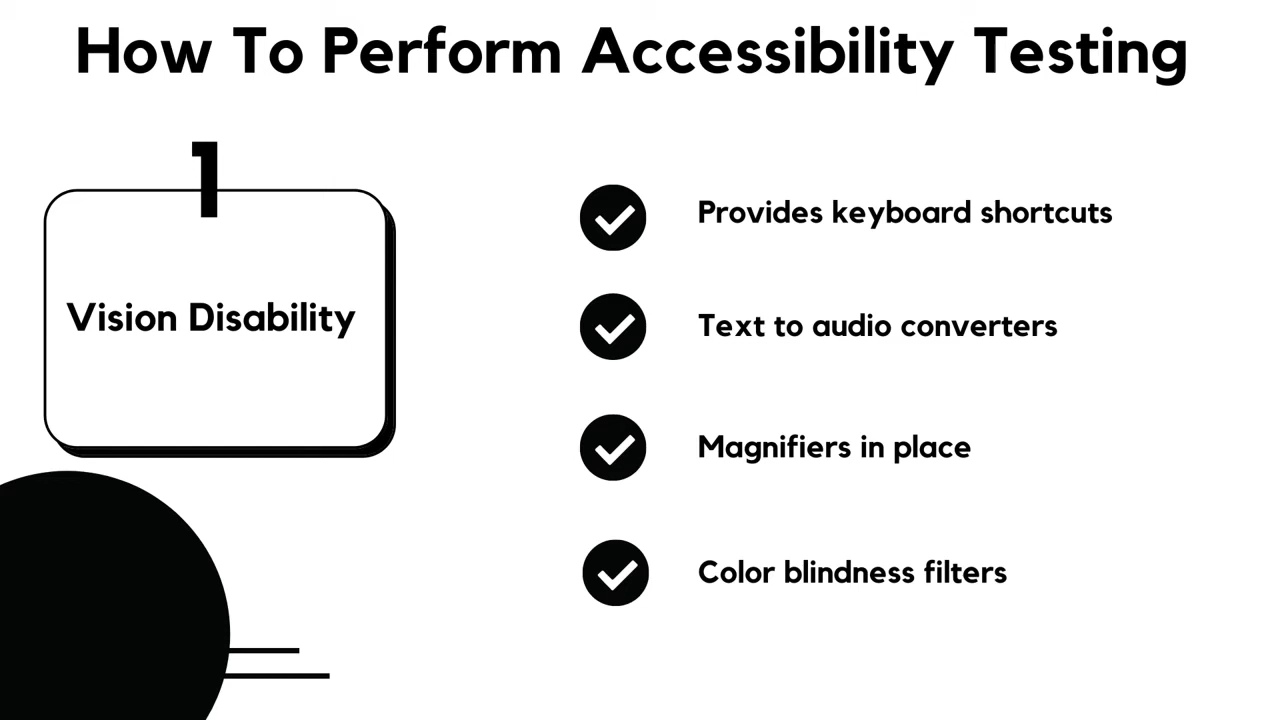 How To Perform Accessibility Testing
1
Vision Disability
Provides keyboard shortcuts
Text to audio converters
Magnifiers in place
Color blindness filters